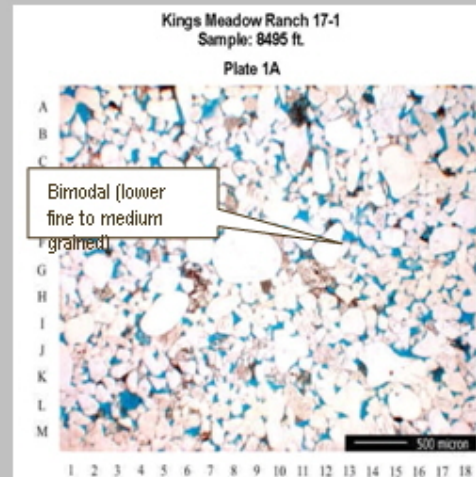 Kings Meadow Ranch 17-1
Sample: 8495 ft.
Plate 1A
A
B
C
Bimodal (lower
fine to medium
grained)
F
G
H
I
J
K
L
M
500 micron
1 2 3 4 5 6 7 8 9 10 11 12 13 14 15 16 17 18